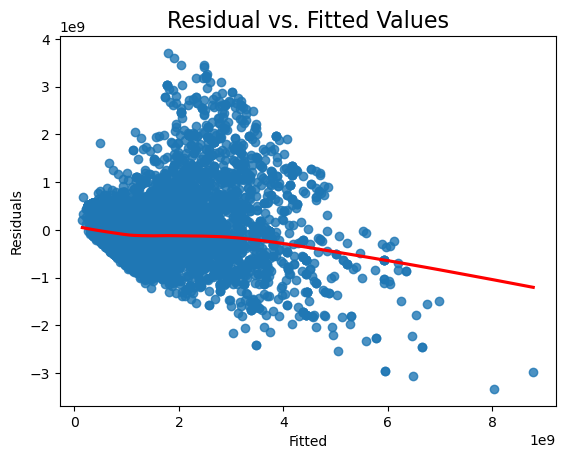 Residual vs. Fitted Values
1e9
4
3
2
1
0
−1
−2
−3
Residuals
0 2 4 6 8
1e9
Fitted